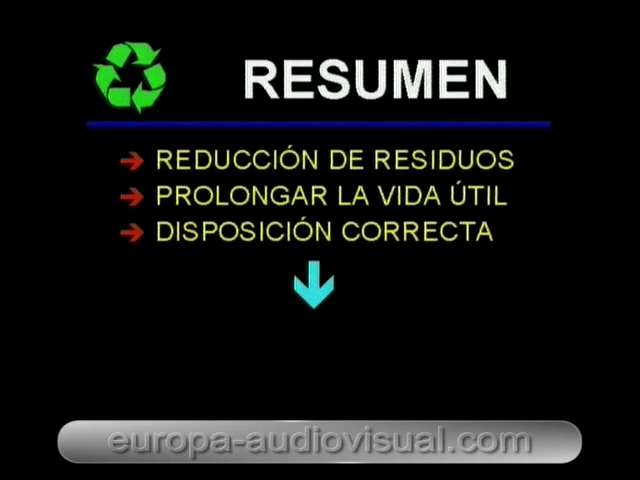 RESUMEN
REDUCCIÓN DE RESIDUOS
PROLONGAR LA VIDA ÚTIL
DISPOSICIÓN CORRECTA
europa-audiovisual.com